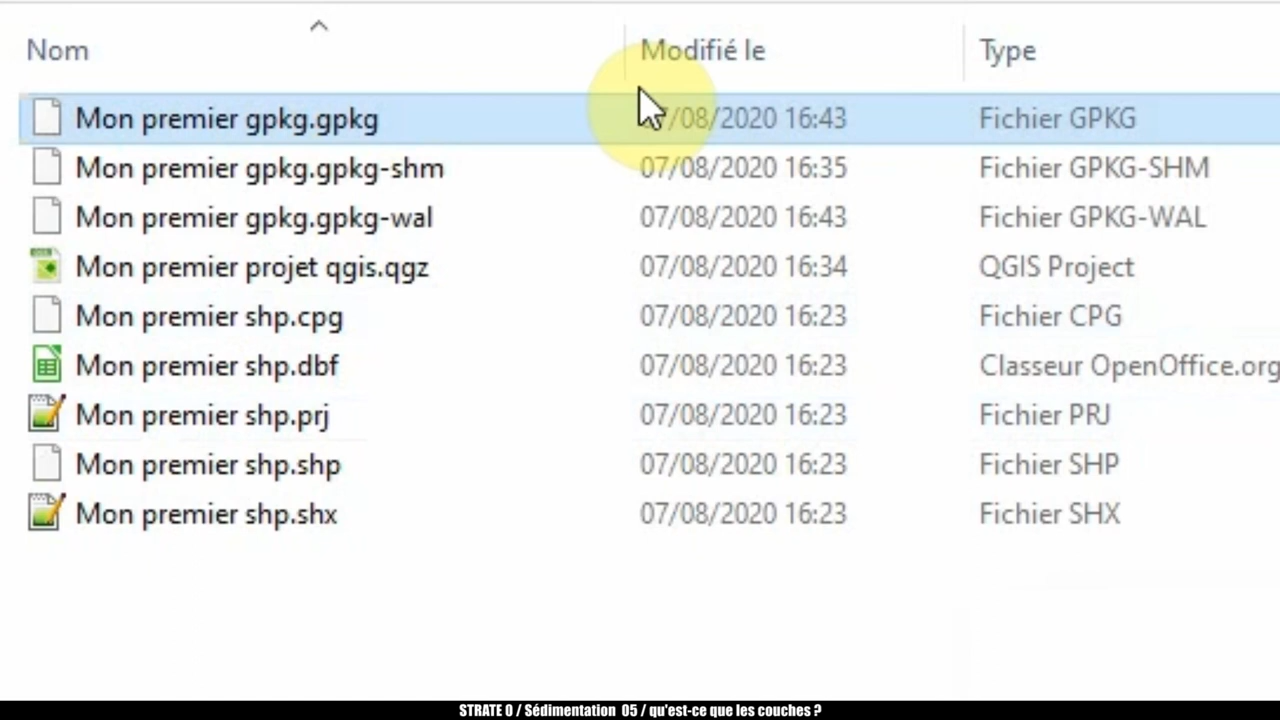 Nom Modifié le Type
Mon premier gpkg.gpkg /08/2020 16:43 Fichier GPKG
Mon premier gpkg.gpkg-shm 07/08/2020 16:35 Fichier GPKG-SHM
Mon premier gpkg.gpkg-wal 07/08/2020 16:43 Fichier GPKG-WAL
Mon premier projet qgis.qgz 07/08/2020 16:34 QGIS Project
Mon premier shp.cpg 07/08/2020 16:23 Fichier CPG
Mon premier shp.dbf 07/08/2020 16:23 Classeur OpenOffice.org
Mon premier shp.prj 07/08/2020 16:23 Fichier PRJ
Mon premier shp.shp 07/08/2020 16:23 Fichier SHP
Mon premier shp.shx 07/08/2020 16:23 Fichier SHX
STRATE 0 / Sédimentation 05 / qu'est-ce que les couches ?